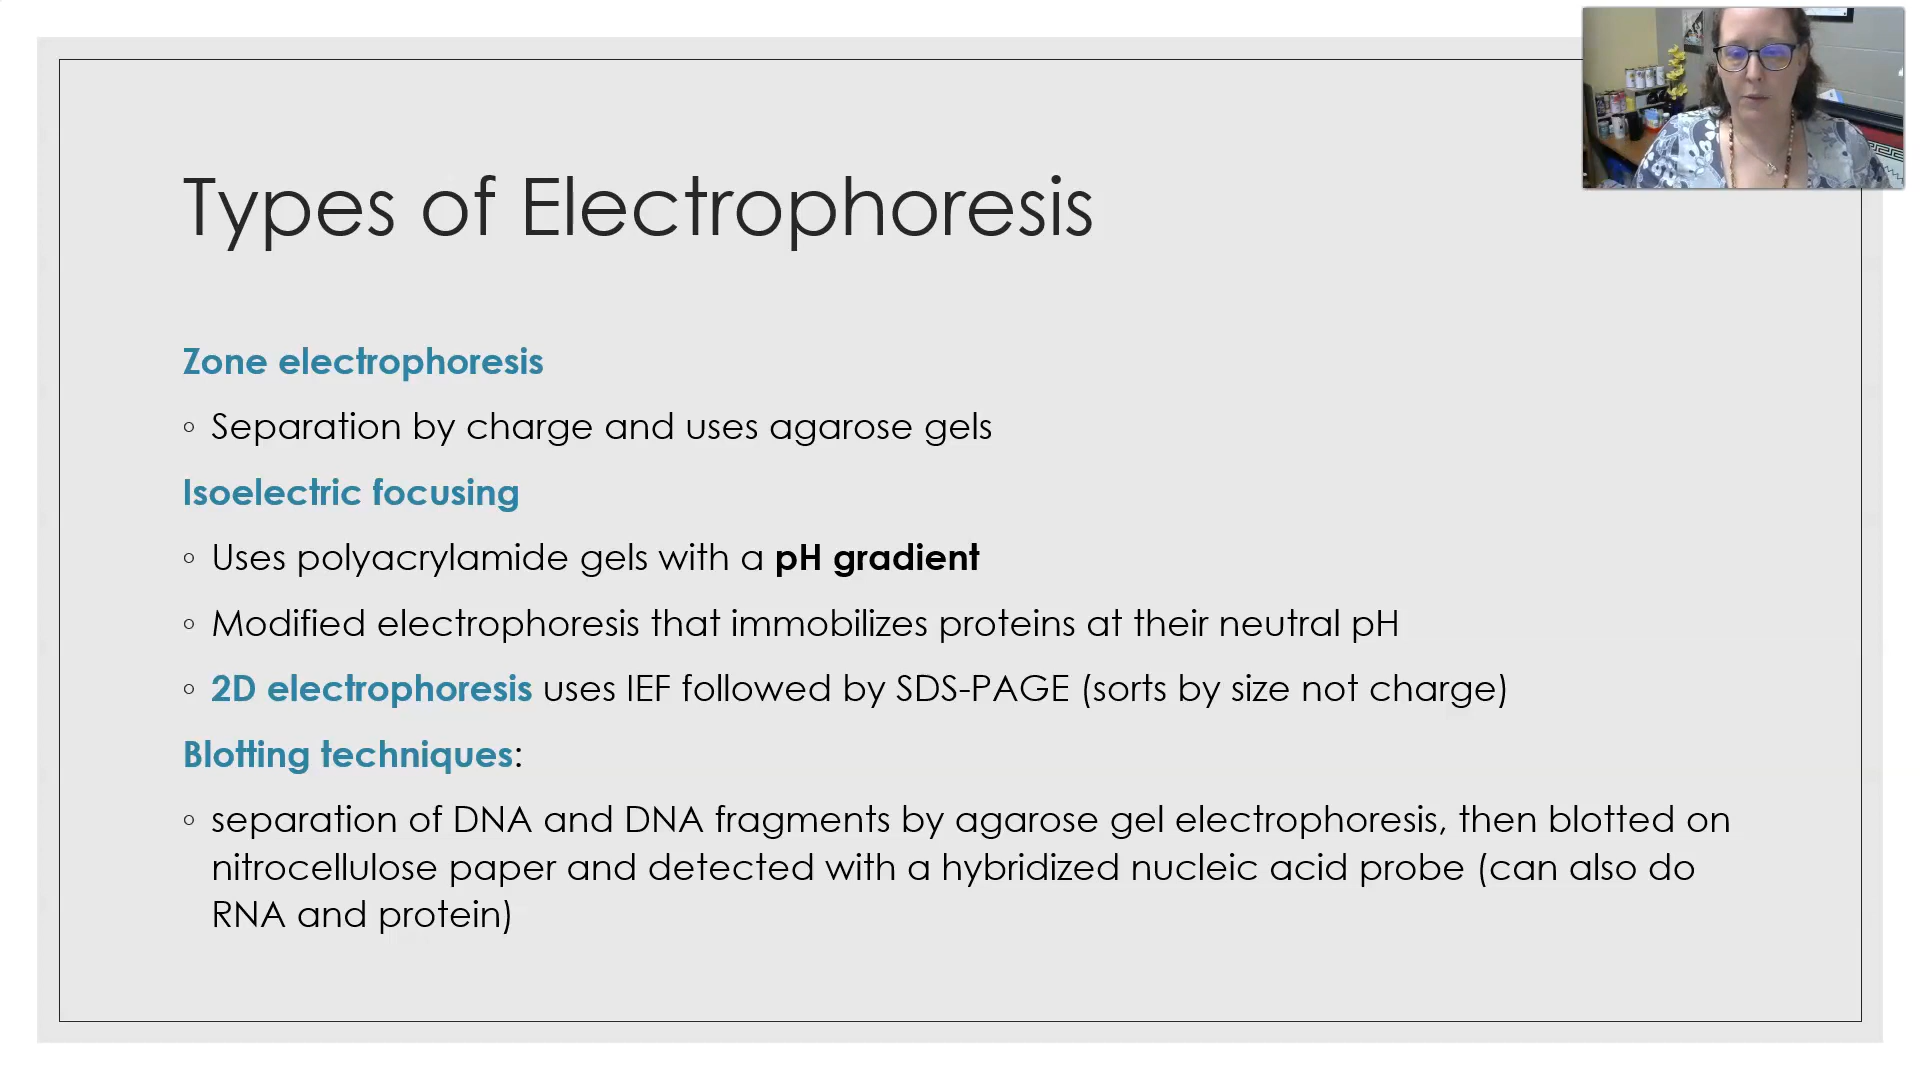 Types of Electrophoresis
Zone electrophoresis
◦ Separation by charge and uses agarose gels
Isoelectric focusing
◦ Uses polyacrylamide gels with a pH gradient
◦ Modified electrophoresis that immobilizes proteins at their neutral pH
◦ 2D electrophoresis uses IEF followed by SDS-PAGE (sorts by size not charge)
Blotting techniques:
◦ separation of DNA and DNA fragments by agarose gel electrophoresis, then blotted on
nitrocellulose paper and detected with a hybridized nucleic acid probe (can also do
RNA and protein)